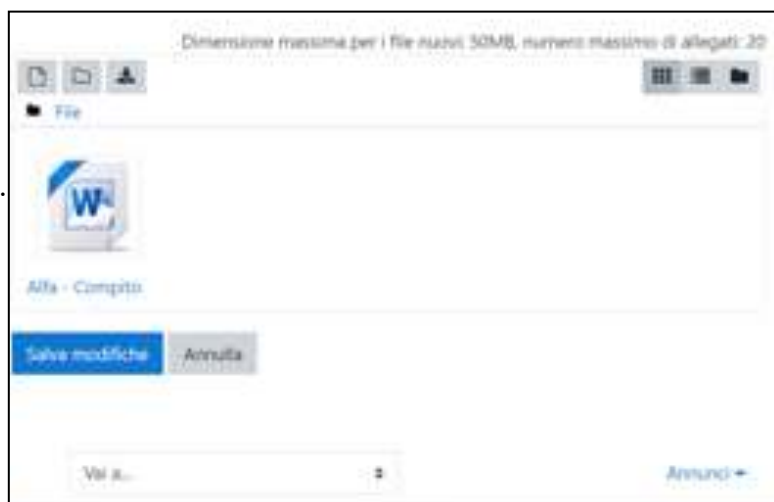 Dimensione massima per i file nuovi: 50MB, numero massimo di allegati: 20
File
W
Alfa - Compito
Salva modifiche Annulla
Vai a... Annunci